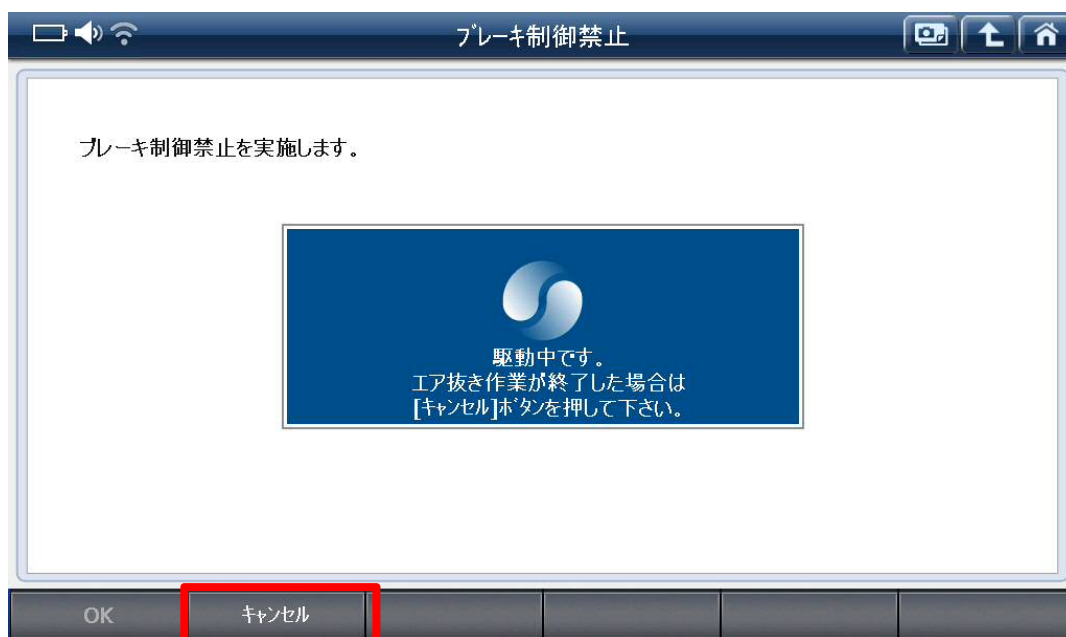 ブレーキ制御禁止
ブレーキ制御禁止を実施します。
駆動中です。
エア抜き作業が終了した場合は
[キャンセル]ボタンを押して下さい。
OK
キャンセル